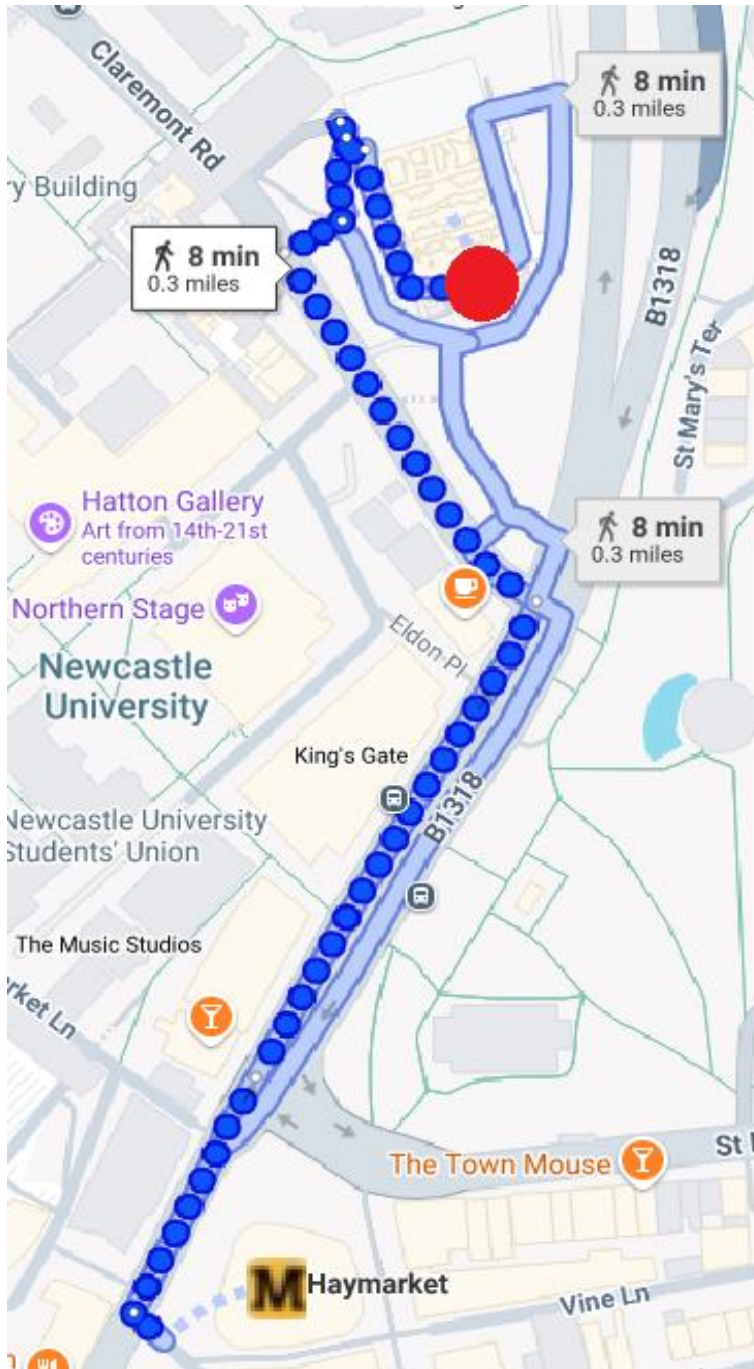 Claremont Rd
8 min
0.3 miles
ry Building
8 min
0.3 miles
B1318
St Mary's Ter
Hatton Gallery
Art from 14th-21st
centuries
8 min
0.3 miles
Northern Stage
Eldon Pl
Newcastle
University
King's Gate
B1318
Newcastle University
Students' Union
The Music Studios
rket Ln
The Town Mouse
St
M Haymarket
Vine Ln